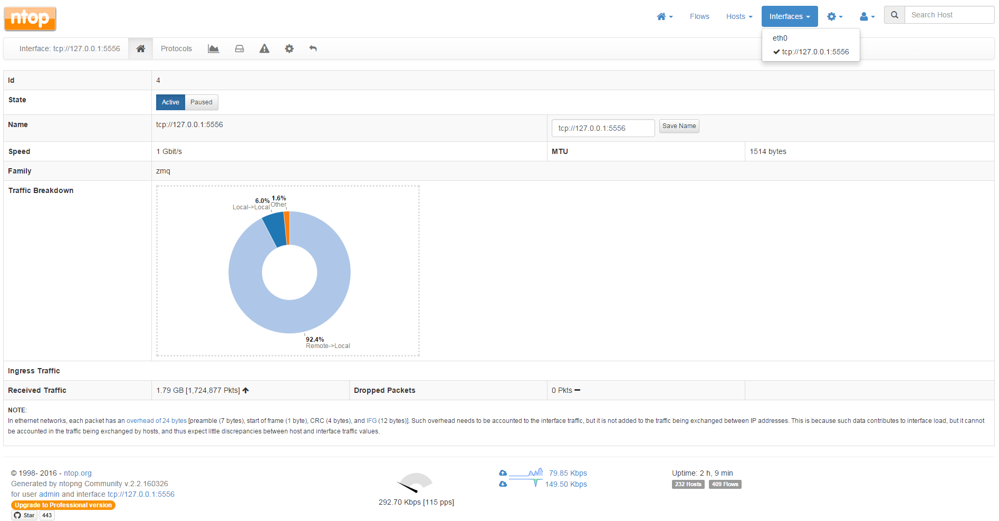 ntop
Flows
Hosts
Interfaces
Search Host
eth0
tcp://127.0.0.1:5556
Interface: tcp://127.0.0.1:5556
Protocols
Id 4
State Active Paused
Name tcp://127.0.0.1:5556 tcp://127.0.0.1:5556 Save Name
Speed 1 Gbit/s MTU 1514 bytes
Family zmq
Traffic Breakdown
6.0% 1.6%
Local->Local Other
92.4%
Remote->Local
Ingress Traffic
Received Traffic 1.79 GB [1,724,877 Pkts] Dropped Packets 0 Pkts
NOTE:
In ethernet networks, each packet has an overhead of 24 bytes [preamble (7 bytes), start of frame (1 byte), CRC (4 bytes), and IFG (12 bytes)]. Such overhead needs to be accounted to the interface traffic, but it is not added to the traffic being exchanged between IP addresses. This is because such data contributes to interface load, but it cannot
be accounted in the traffic being exchanged by hosts, and thus expect little discrepancies between host and interface traffic values.
© 1998- 2016 - ntop.org
Generated by ntopng Community v.2.2.160326
for user admin and interface tcp://127.0.0.1:5556
Upgrade to Professional version
Star 443
292.70 Kbps [115 pps]
79.85 Kbps
149.50 Kbps
Uptime: 2 h, 9 min
232 Hosts 409 Flows